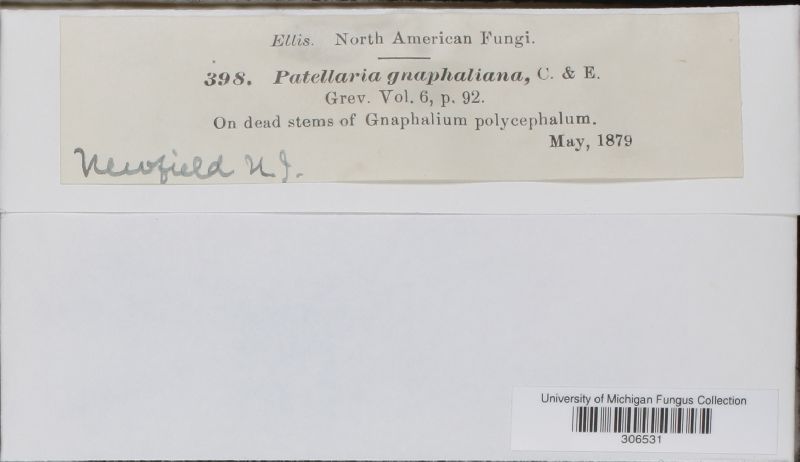 Ellis. North American Fungi.
398. Patellaria gnaphaliana, C. & E.
Grev. Vol. 6, p. 92.
On dead stems of Gnaphalium polycephalum.
May, 1879
Newfield N.J.
University of Michigan Fungus Collection
306531